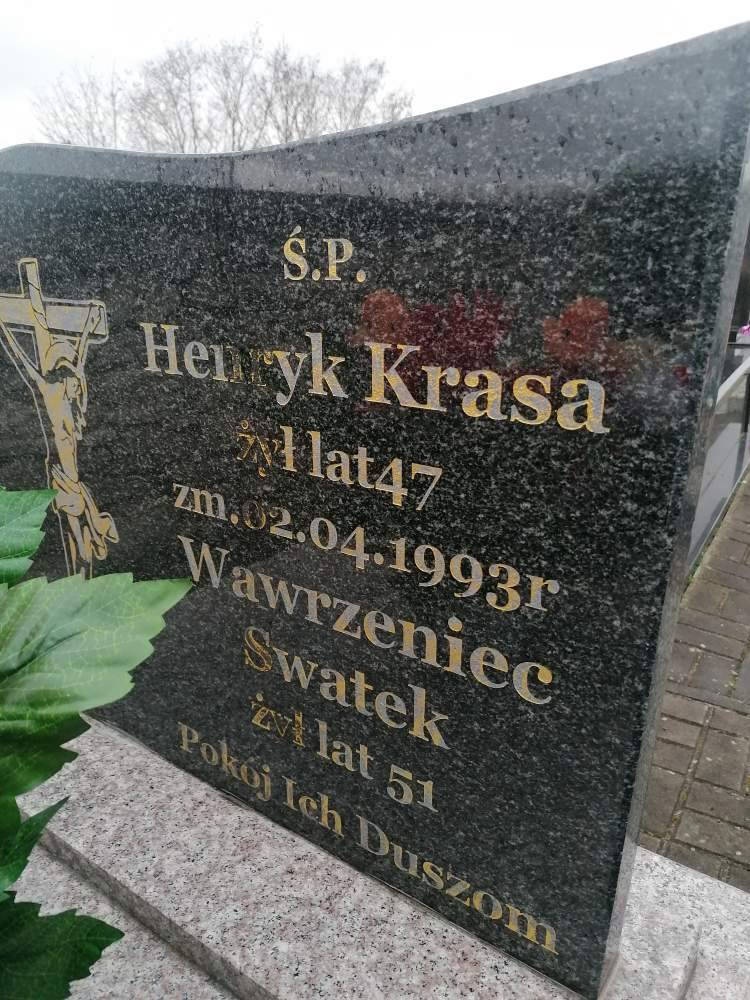 Ś.P.
Henryk Krasa
żył lat 47
zm. 02.04.1993r
Wawrzeniec
Swatek
żył lat 51
Pokój Ich Duszom